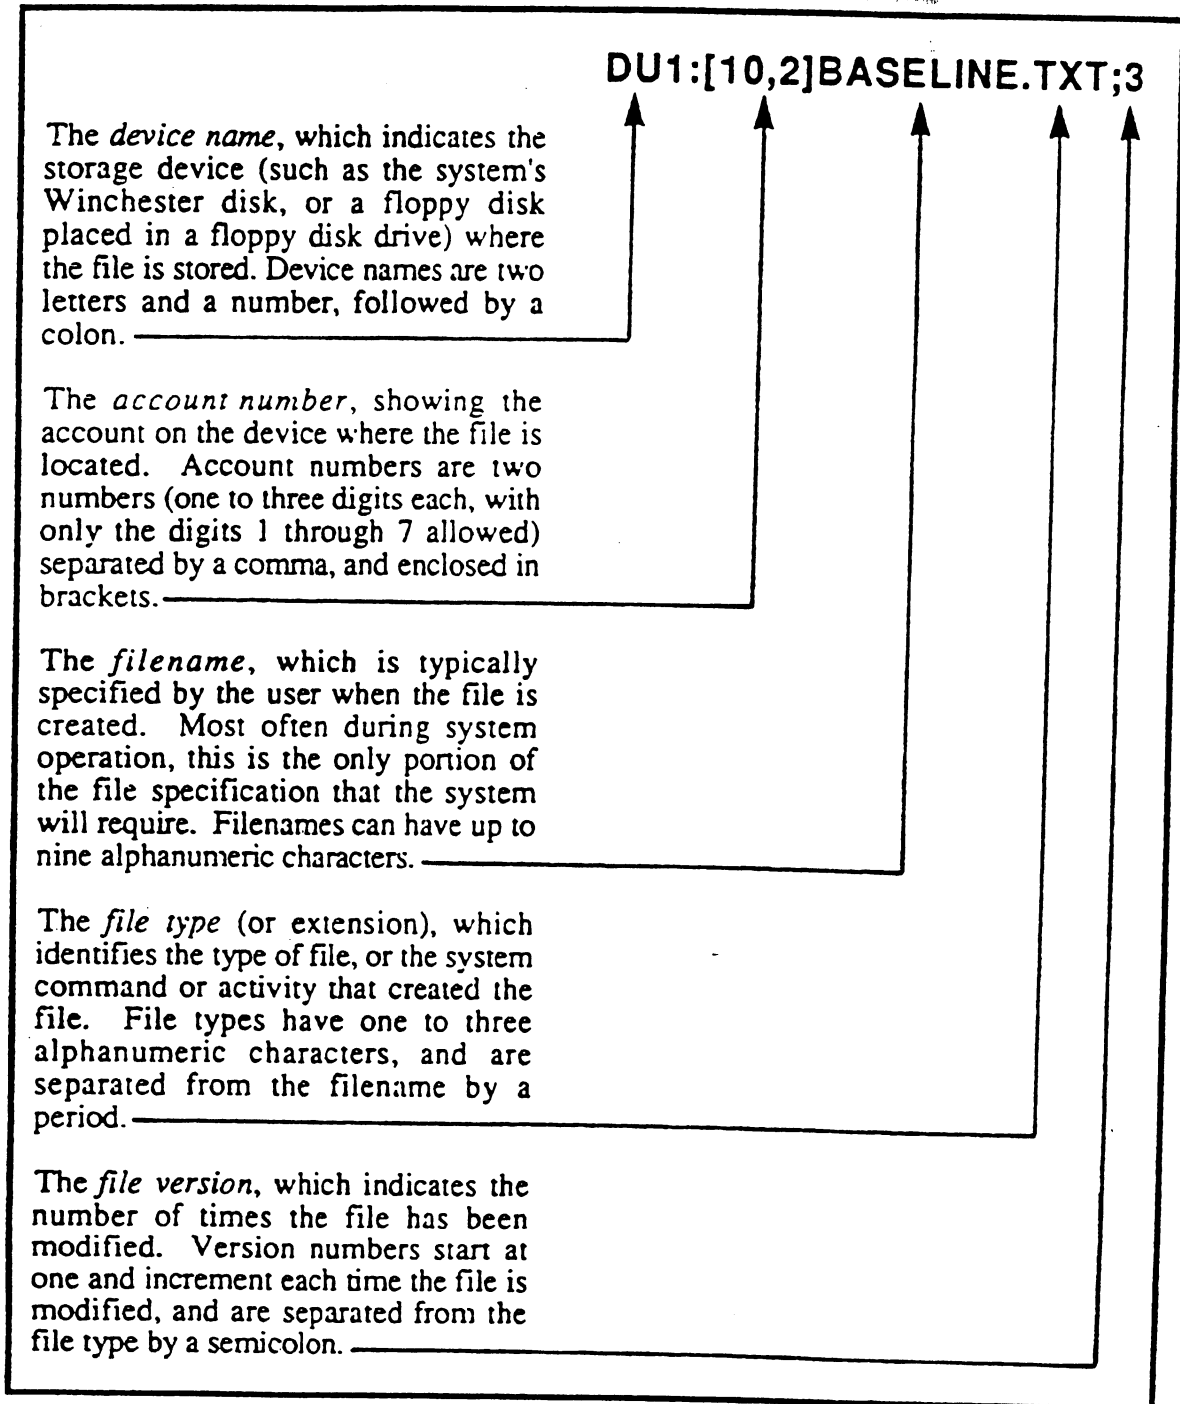 DU1:[10,2]BASELINE.TXT;3
The device name, which indicates the
storage device (such as the system's
Winchester disk, or a floppy disk
placed in a floppy disk drive) where
the file is stored. Device names are two
letters and a number, followed by a
colon.
The account number, showing the
account on the device where the file is
located. Account numbers are two
numbers (one to three digits each, with
only the digits 1 through 7 allowed)
separated by a comma, and enclosed in
brackets.
The filename, which is typically
specified by the user when the file is
created. Most often during system
operation, this is the only portion of
the file specification that the system
will require. Filenames can have up to
nine alphanumeric characters.
The file type (or extension), which
identifies the type of file, or the system
command or activity that created the
file. File types have one to three
alphanumeric characters, and are
separated from the filename by a
period.
The file version, which indicates the
number of times the file has been
modified. Version numbers start at
one and increment each time the file is
modified, and are separated from the
file type by a semicolon.